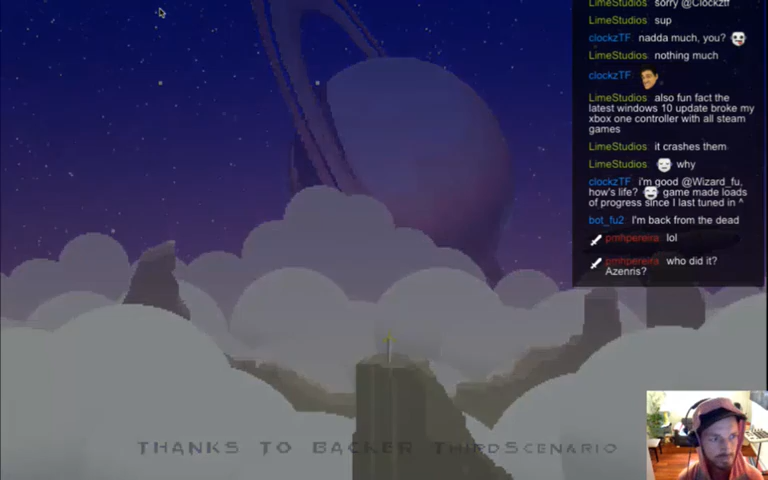 LimeStudios sorry @Clockztf
LimeStudios sup
clockzTF nadda much, you?
LimeStudios nothing much
clockzTF
LimeStudios also fun fact the
latest windows 10 update broke my
xbox one controller with all steam
games
LimeStudios it crashes them
LimeStudios why
clockzTF i'm good @Wizard_fu,
how's life? game made loads
of progress since I last tuned in ^
bot_fu2 I'm back from the dead
pmhpereira lol
pmhpereira who did it?
Azenris?
THANKS TO BACKER THIRDSCENARIO